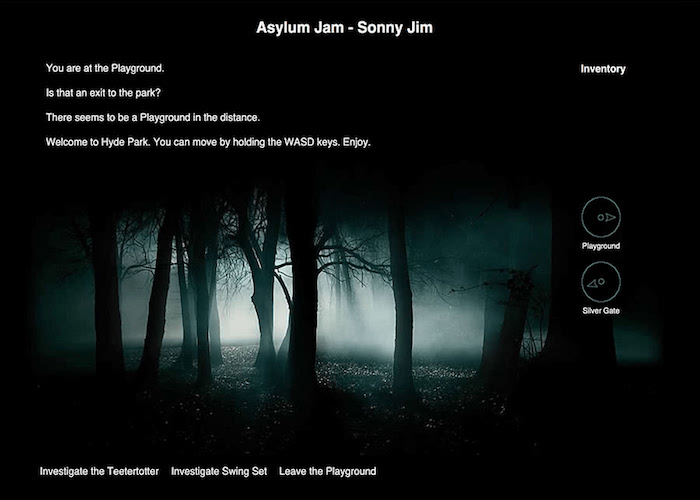 Asylum Jam - Sonny Jim
You are at the Playground.
Inventory
Is that an exit to the park?
There seems to be a Playground in the distance.
Welcome to Hyde Park. You can move by holding the WASD keys. Enjoy.
Playground
Silver Gate
Investigate the Teetertotter Investigate Swing Set Leave the Playground